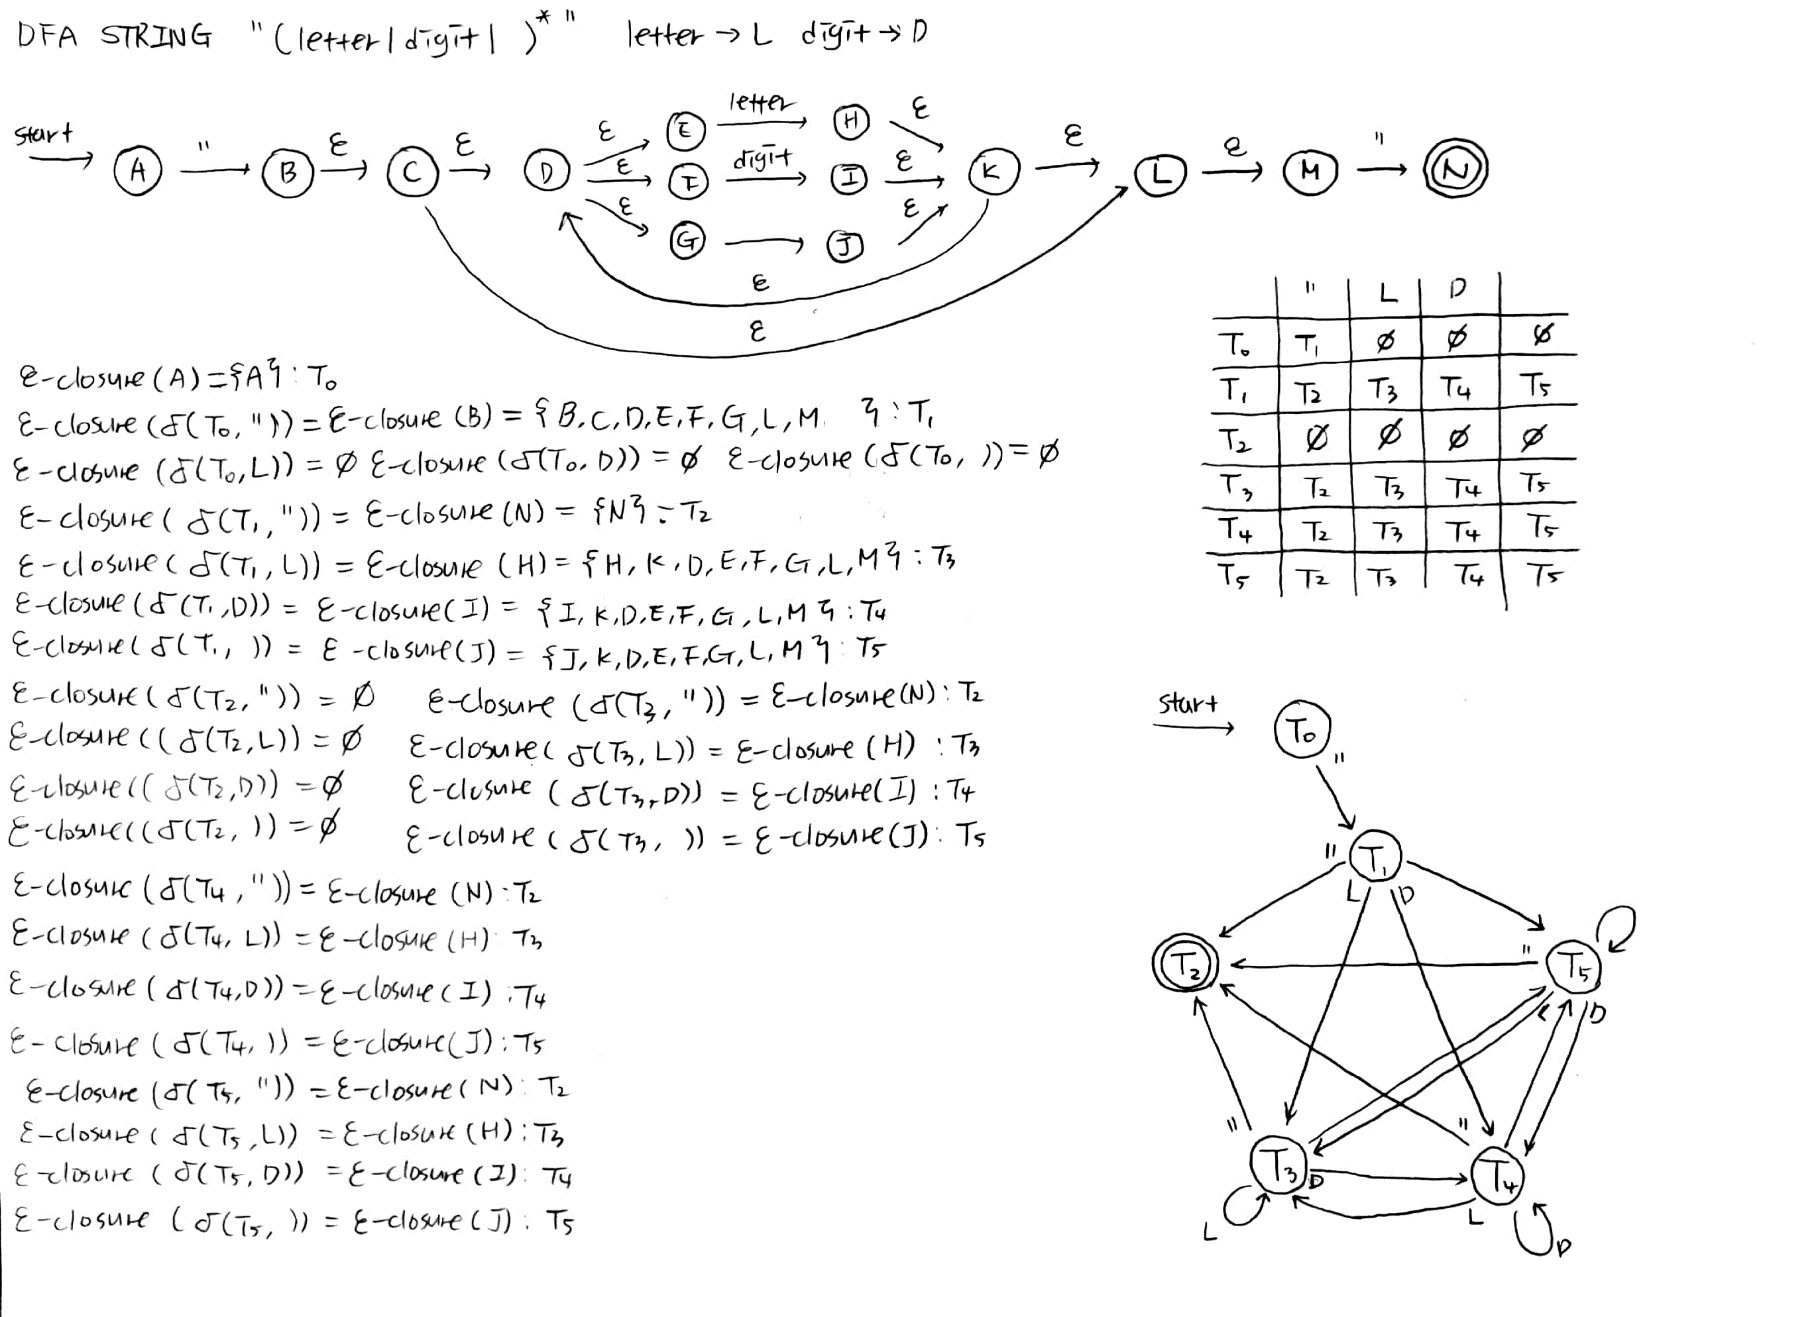 DFA STRING "(letter|digit| )*" letter → L digit → D
start A " B ε C ε D ε E letter H ε K ε L ε M " N
ε F digit I ε
ε G J ε
ε
ε
" L D
T₀ T₁ ∅ ∅ ∅
T₁ T₂ T₃ T₄ T₅
T₂ ∅ ∅ ∅ ∅
T₃ T₂ T₃ T₄ T₅
T₄ T₂ T₃ T₄ T₅
T₅ T₂ T₃ T₄ T₅
ε-closure(A)={A}: T₀
ε-closure(δ(T₀,"))=ε-closure(B)={B,C,D,E,F,G,L,M }:T₁
ε-closure(δ(T₀,L))=∅ ε-closure(δ(T₀,D))=∅ ε-closure(δ(T₀, ))=∅
ε-closure(δ(T₁,"))=ε-closure(N)={N}:T₂
ε-closure(δ(T₁,L))=ε-closure(H)={H,K,D,E,F,G,L,M}:T₃
ε-closure(δ(T₁,D))=ε-closure(I)={I,K,D,E,F,G,L,M}:T₄
ε-closure(δ(T₁, ))=ε-closure(J)={J,K,D,E,F,G,L,M}:T₅
ε-closure(δ(T₂,"))=∅ ε-closure(δ(T₃,"))=ε-closure(N):T₂
ε-closure((δ(T₂,L))=∅ ε-closure(δ(T₃,L))=ε-closure(H):T₃
ε-closure((δ(T₂,D))=∅ ε-closure(δ(T₃,D))=ε-closure(I):T₄
ε-closure((δ(T₂, ))=∅ ε-closure(δ(T₃, ))=ε-closure(J):T₅
ε-closure(δ(T₄,"))=ε-closure(N):T₂
ε-closure(δ(T₄,L))=ε-closure(H) T₃
ε-closure(δ(T₄,D))=ε-closure(I):T₄
ε-closure(δ(T₄, ))=ε-closure(J):T₅
ε-closure(δ(T₅,"))=ε-closure(N):T₂
ε-closure(δ(T₅,L))=ε-closure(H):T₃
ε-closure(δ(T₅,D))=ε-closure(I):T₄
ε-closure(δ(T₅, ))=ε-closure(J):T₅
start T₀
"
" T₁
L D
T₂ " T₅
L D
" "
T₃ D T₄
L L D